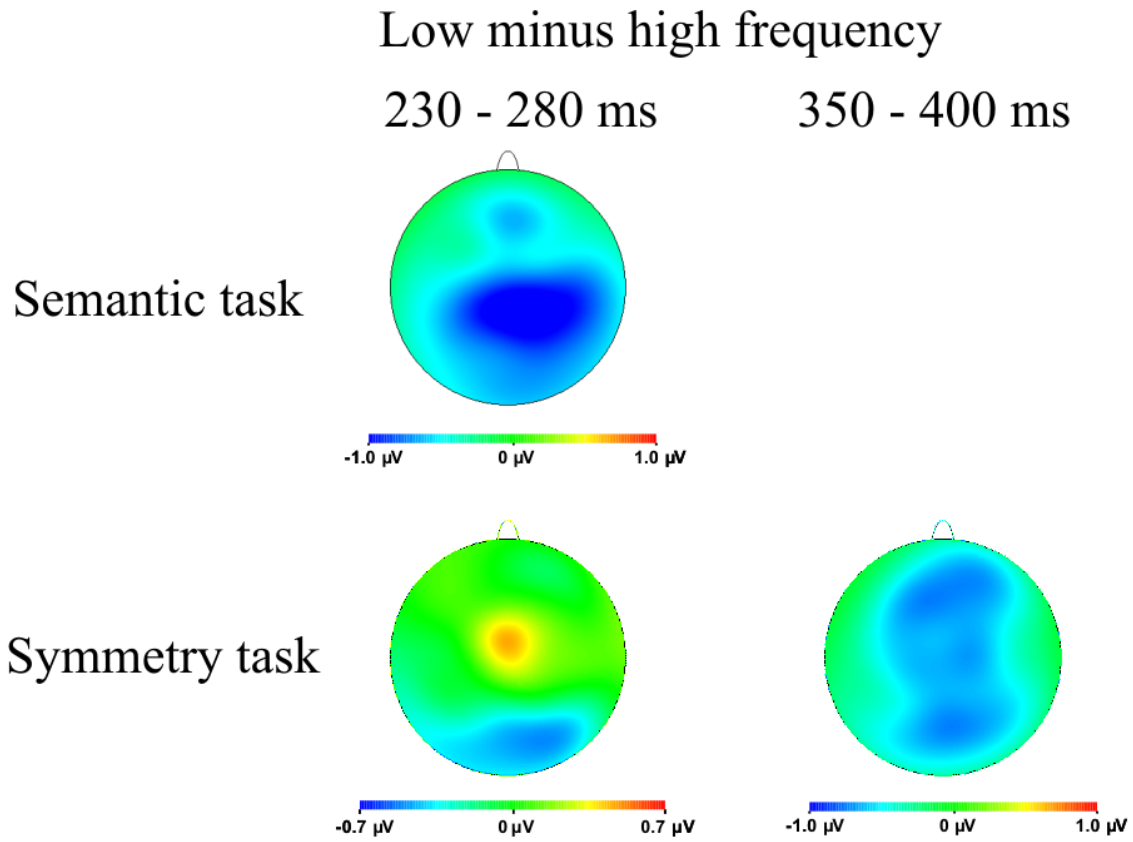 Low minus high frequency
230 - 280 ms
350 - 400 ms
Semantic task
-1.0 µV
0 µV
1.0 µV
Symmetry task
-0.7 µV
0 µV
0.7 µV
-1.0 µV
0 µV
1.0 µV